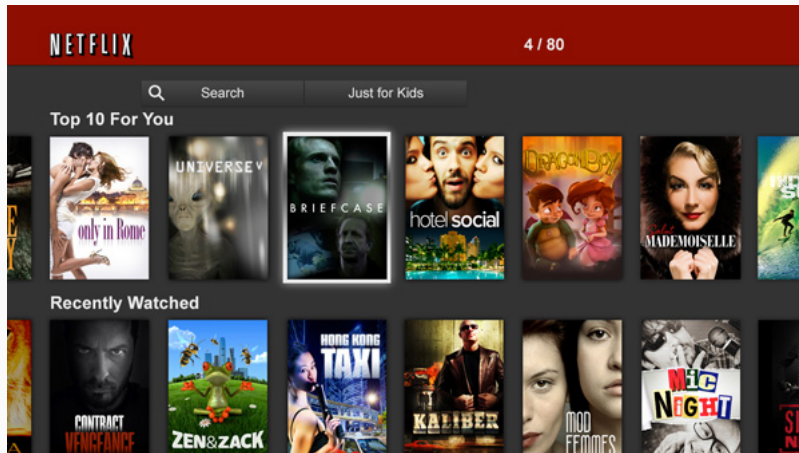 NETFLIX
4 / 80
Search
Just for Kids
Top 10 For You
only in Rome
UNIVERSE V
BRIEFCASE
hotel social
DRAGON BOY
MADEMOISELLE
Recently Watched
CONTRACT
VENGEANCE
ZEN&ZACK
HONG KONG
TAXI
KALIBER
MOD
FEMMES
MIC
NIGHT